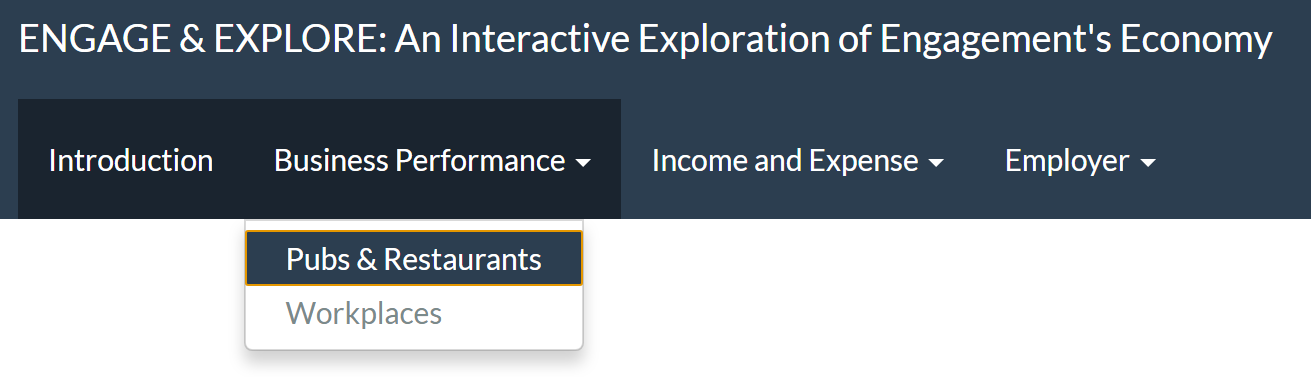 ENGAGE & EXPLORE: An Interactive Exploration of Engagement's Economy
Introduction Business Performance Income and Expense Employer
Pubs & Restaurants
Workplaces